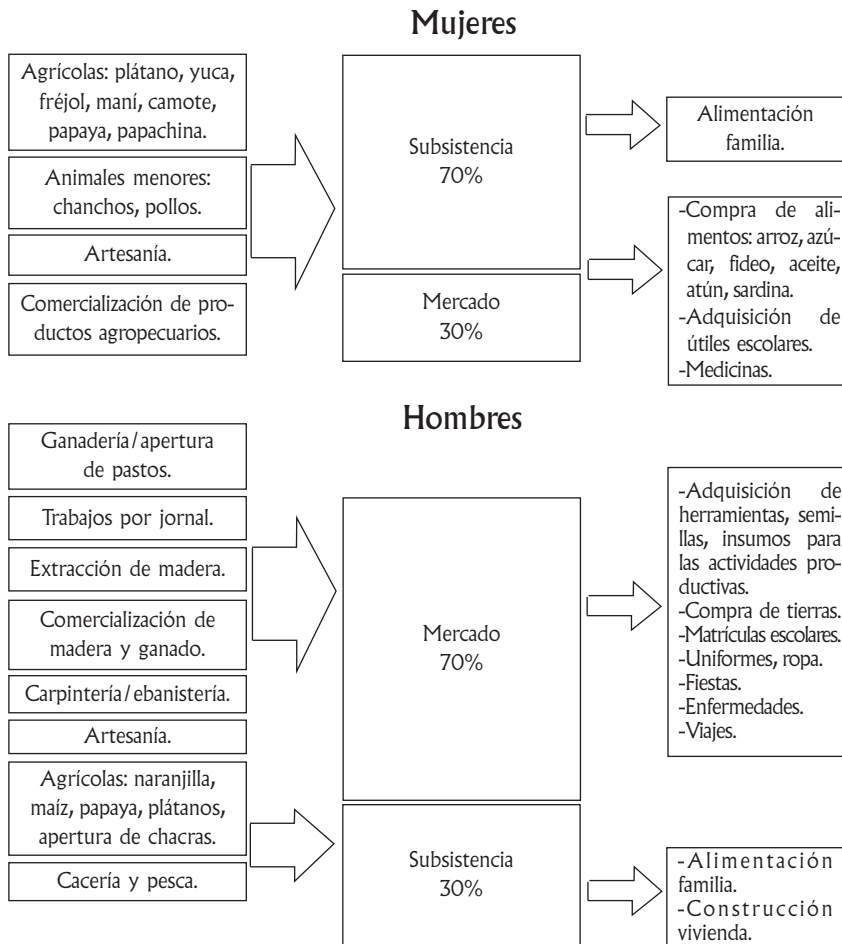 Mujeres
Agrícolas: plátano, yuca,
fréjol, maní, camote,
papaya, papachina.
Animales menores:
chanchos, pollos.
Artesanía.
Comercialización de pro-
ductos agropecuarios.
Subsistencia
70%
Mercado
30%
Alimentación
familia.
-Compra de ali-
mentos: arroz, azú-
car, fideo, aceite,
atún, sardina.
-Adquisición de
útiles escolares.
-Medicinas.
Hombres
Ganadería/apertura
de pastos.
Trabajos por jornal.
Extracción de madera.
Comercialización de
madera y ganado.
Carpintería/ebanistería.
Artesanía.
Agrícolas: naranjilla,
maíz, papaya, plátanos,
apertura de chacras.
Cacería y pesca.
Mercado
70%
Subsistencia
30%
-Adquisición de
herramientas, semi-
llas, insumos para
las actividades pro-
ductivas.
-Compra de tierras.
-Matrículas escolares.
-Uniformes, ropa.
-Fiestas.
-Enfermedades.
-Viajes.
-Alimentación
familia.
-Construcción
vivienda.